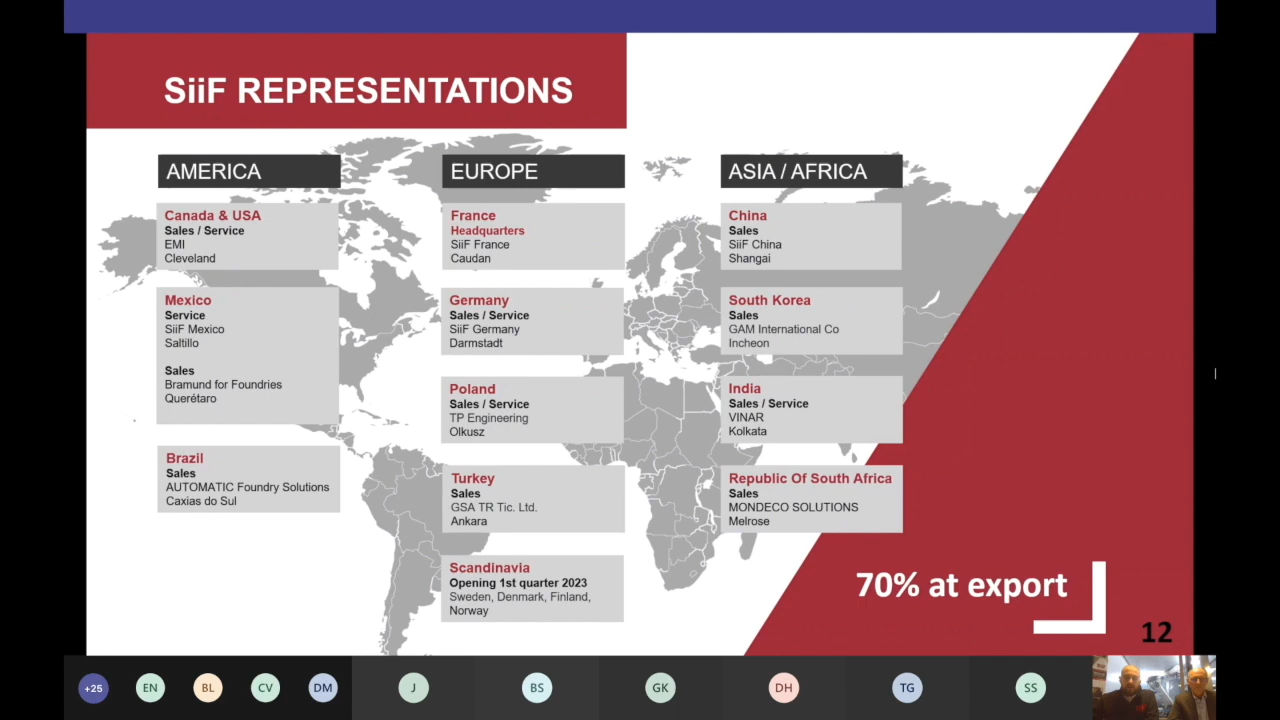 SiiF REPRESENTATIONS
AMERICA
Canada & USA
Sales / Service
EMI
Cleveland
Mexico
Service
SiiF Mexico
Saltillo
Sales
Bramund for Foundries
Querétaro
Brazil
Sales
AUTOMATIC Foundry Solutions
Caxias do Sul
EUROPE
France
Headquarters
SiiF France
Caudan
Germany
Sales / Service
SiiF Germany
Darmstadt
Poland
Sales / Service
TP Engineering
Olkusz
Turkey
Sales
GSA TR Tic. Ltd.
Ankara
Scandinavia
Opening 1st quarter 2023
Sweden, Denmark, Finland,
Norway
ASIA / AFRICA
China
Sales
SiiF China
Shangai
South Korea
Sales
GAM International Co
Incheon
India
Sales / Service
VINAR
Kolkata
Republic Of South Africa
Sales
MONDECO SOLUTIONS
Melrose
70% at export
12
+25 EN BL CV DM J BS GK DH TG SS